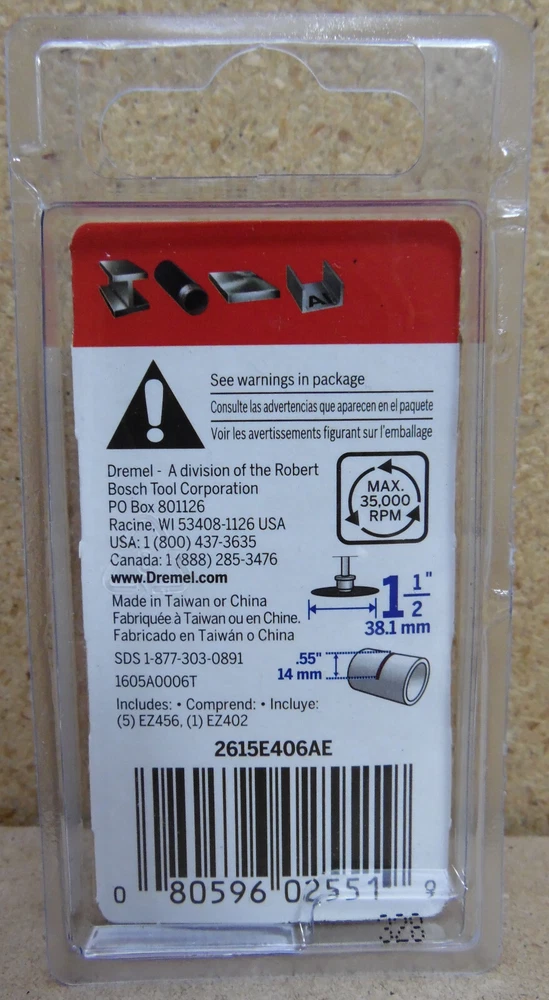 Al
See warnings in package
Consulte las advertencias que aparecen en el paquete
Voir les avertissements figurant sur l'emballage
Dremel - A division of the Robert
Bosch Tool Corporation
PO Box 801126
Racine, WI 53408-1126 USA
USA: 1 (800) 437-3635
Canada: 1 (888) 285-3476
www.Dremel.com
MAX.
35,000
RPM
1 1/2"
38.1 mm
Made in Taiwan or China
Fabriquée à Taiwan ou en Chine.
Fabricado en Taiwán o China
SDS 1-877-303-0891
1605A0006T
.55"
14 mm
Includes: • Comprend: • Incluye:
(5) EZ456, (1) EZ402
2615E406AE
0 80596 02551 9
328